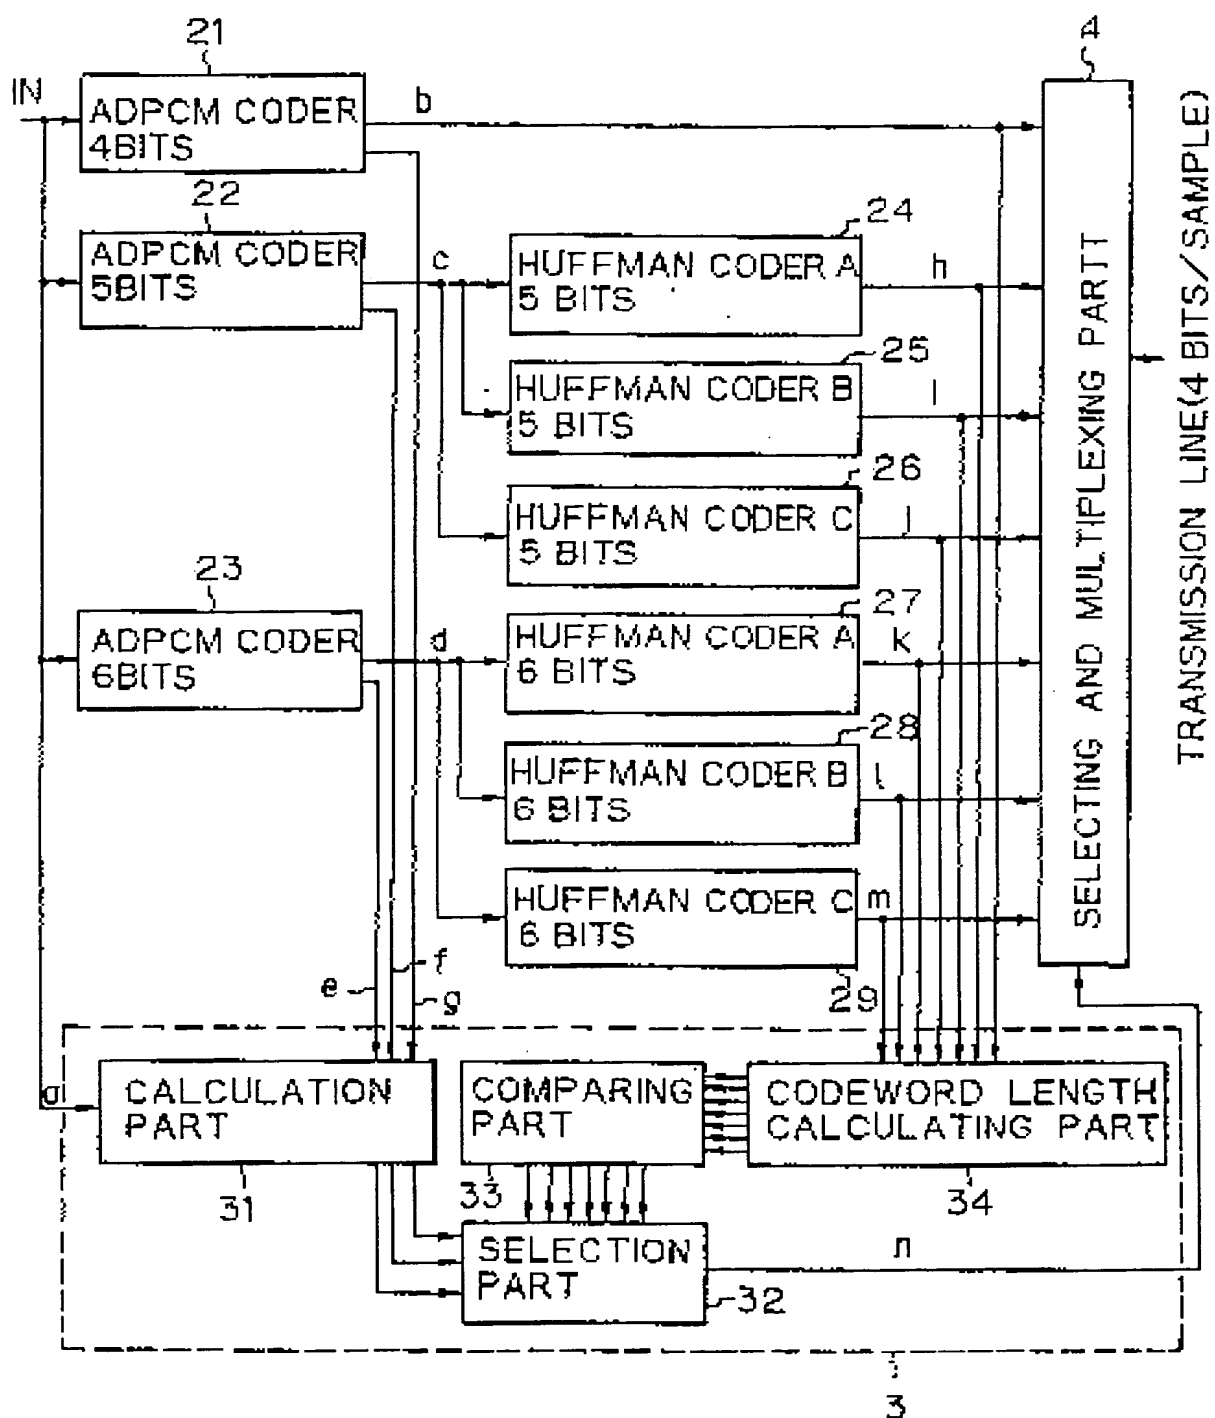 21
4
IN
ADPCM CODER
4BITS
b
22
ADPCM CODER
5BITS
c
24
HUFFMAN CODER A
5 BITS
h
25
HUFFMAN CODER B
5 BITS
i
26
HUFFMAN CODER C
5 BITS
j
23
ADPCM CODER
6BITS
d
27
HUFFMAN CODER A
6 BITS
k
28
HUFFMAN CODER B
6 BITS
l
HUFFMAN CODER C
6 BITS
m
29
SELECTING AND MULTIPLEXING PARTT
TRANSMISSION LINE(4 BITS/SAMPLE)
e
f
g
a
CALCULATION
PART
31
COMPARING
PART
33
CODEWORD LENGTH
CALCULATING PART
34
SELECTION
PART
32
n
3